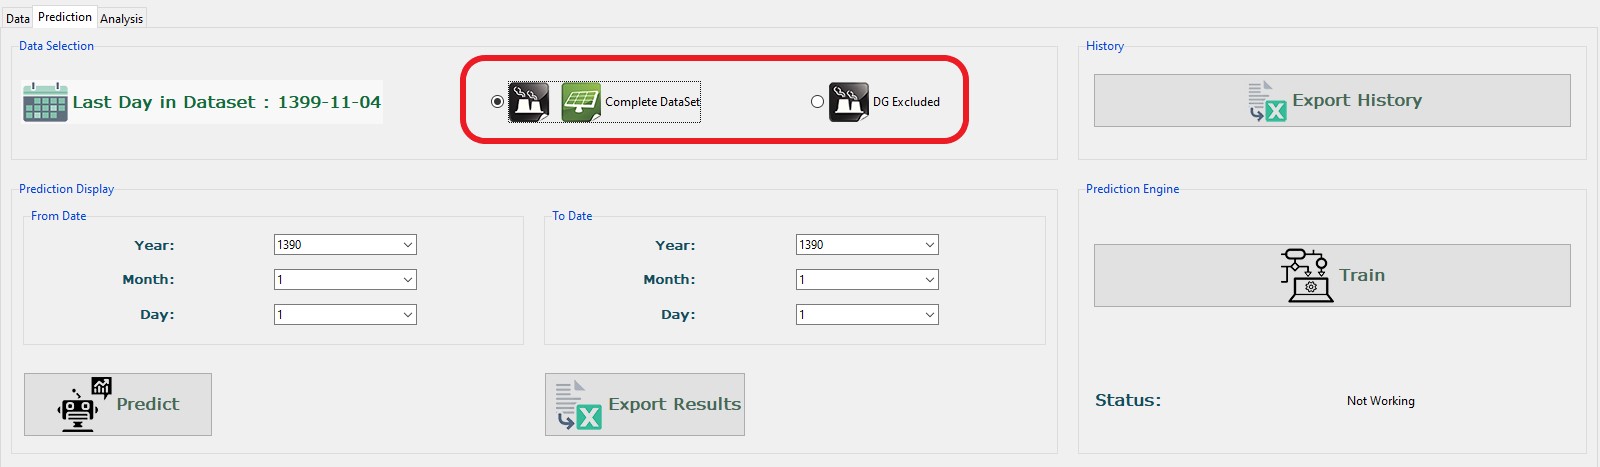 Data Prediction Analysis
Data Selection
Last Day in Dataset : 1399-11-04
Complete DataSet
DG Excluded
History
Export History
Prediction Display
From Date
Year: 1390
Month: 1
Day: 1
To Date
Year: 1390
Month: 1
Day: 1
Predict
Export Results
Prediction Engine
Train
Status: Not Working